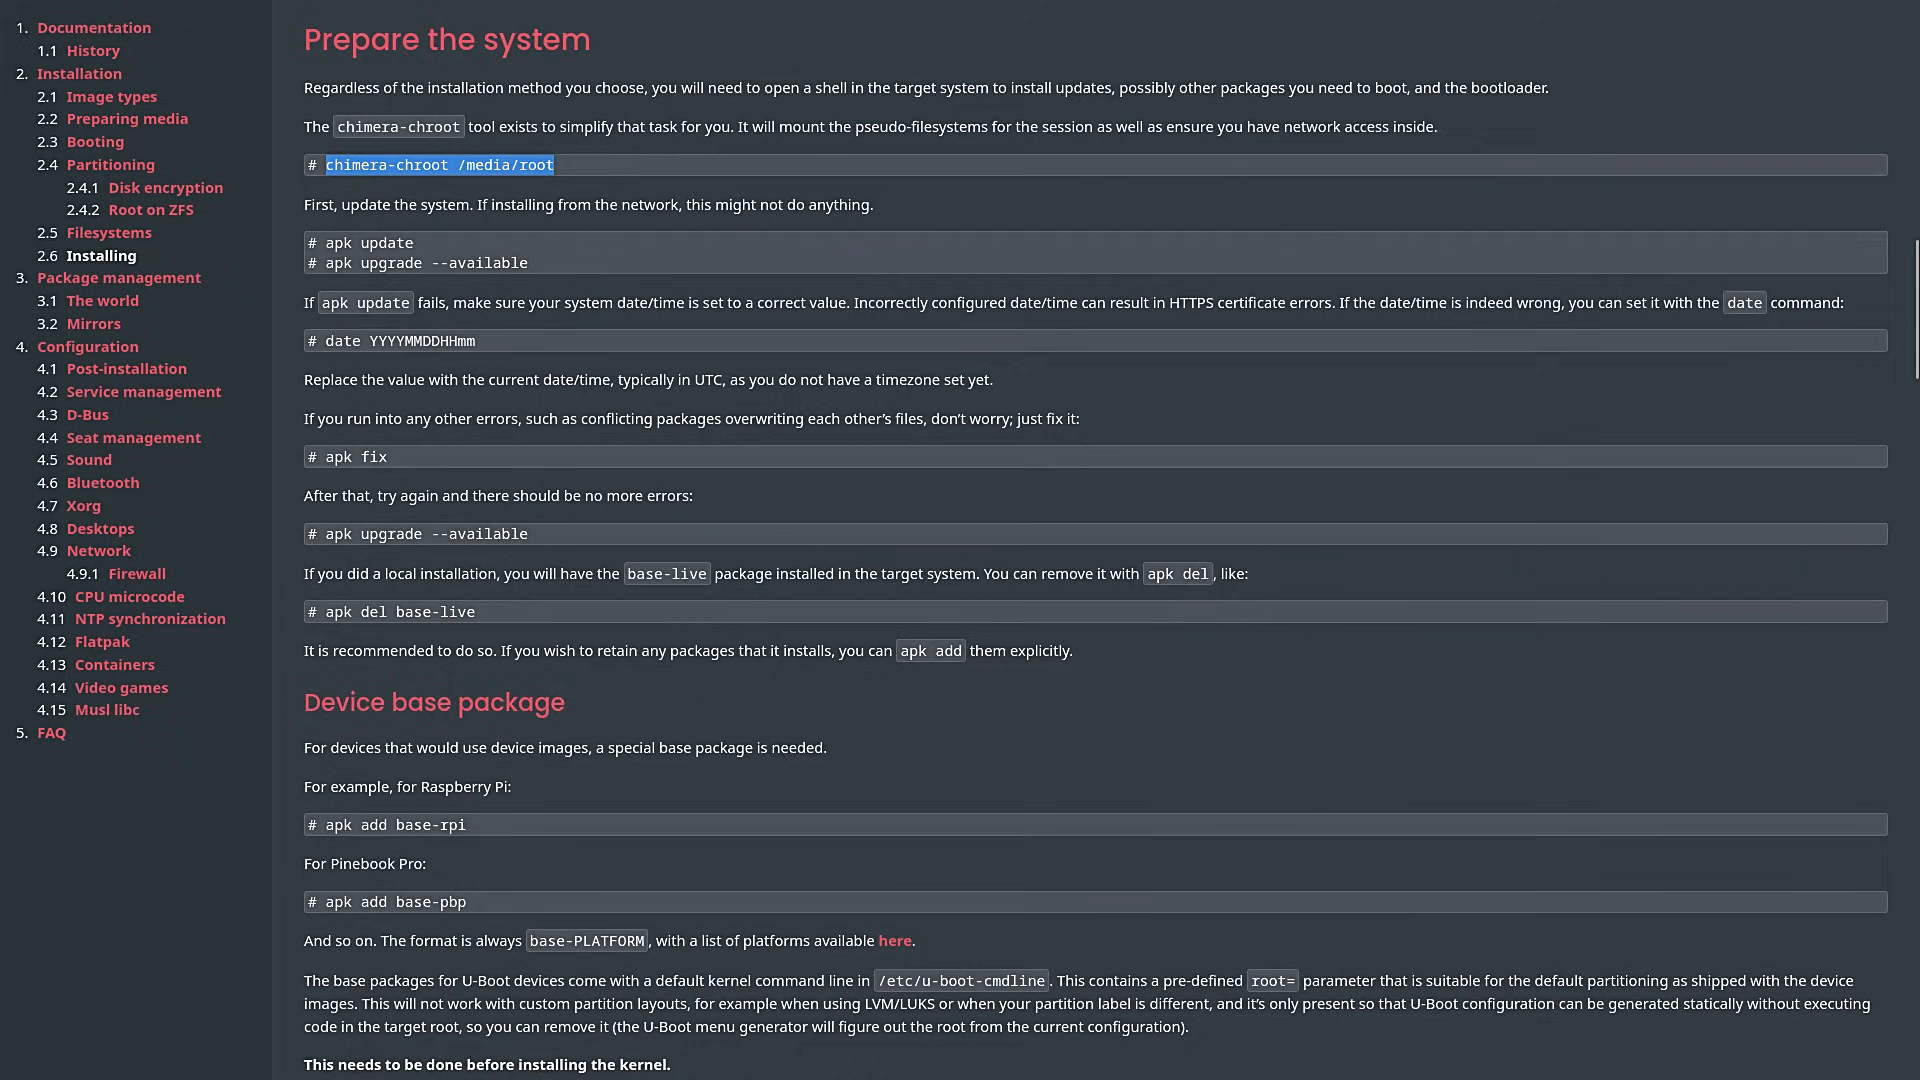 1. Documentation
1.1 History
2. Installation
2.1 Image types
2.2 Preparing media
2.3 Booting
2.4 Partitioning
2.4.1 Disk encryption
2.4.2 Root on ZFS
2.5 Filesystems
2.6 Installing
3. Package management
3.1 The world
3.2 Mirrors
4. Configuration
4.1 Post-installation
4.2 Service management
4.3 D-Bus
4.4 Seat management
4.5 Sound
4.6 Bluetooth
4.7 Xorg
4.8 Desktops
4.9 Network
4.9.1 Firewall
4.10 CPU microcode
4.11 NTP synchronization
4.12 Flatpak
4.13 Containers
4.14 Video games
4.15 Musl libc
5. FAQ
Prepare the system
Regardless of the installation method you choose, you will need to open a shell in the target system to install updates, possibly other packages you need to boot, and the bootloader.
The chimera-chroot tool exists to simplify that task for you. It will mount the pseudo-filesystems for the session as well as ensure you have network access inside.
# chimera-chroot /media/root
First, update the system. If installing from the network, this might not do anything.
# apk update
# apk upgrade --available
If apk update fails, make sure your system date/time is set to a correct value. Incorrectly configured date/time can result in HTTPS certificate errors. If the date/time is indeed wrong, you can set it with the date command:
# date YYYYMMDDHHmm
Replace the value with the current date/time, typically in UTC, as you do not have a timezone set yet.
If you run into any other errors, such as conflicting packages overwriting each other’s files, don’t worry; just fix it:
# apk fix
After that, try again and there should be no more errors:
# apk upgrade --available
If you did a local installation, you will have the base-live package installed in the target system. You can remove it with apk del, like:
# apk del base-live
It is recommended to do so. If you wish to retain any packages that it installs, you can apk add them explicitly.
Device base package
For devices that would use device images, a special base package is needed.
For example, for Raspberry Pi:
# apk add base-rpi
For Pinebook Pro:
# apk add base-pbp
And so on. The format is always base-PLATFORM, with a list of platforms available here.
The base packages for U-Boot devices come with a default kernel command line in /etc/u-boot-cmdline. This contains a pre-defined root= parameter that is suitable for the default partitioning as shipped with the device
images. This will not work with custom partition layouts, for example when using LVM/LUKS or when your partition label is different, and it’s only present so that U-Boot configuration can be generated statically without executing
code in the target root, so you can remove it (the U-Boot menu generator will figure out the root from the current configuration).
This needs to be done before installing the kernel.